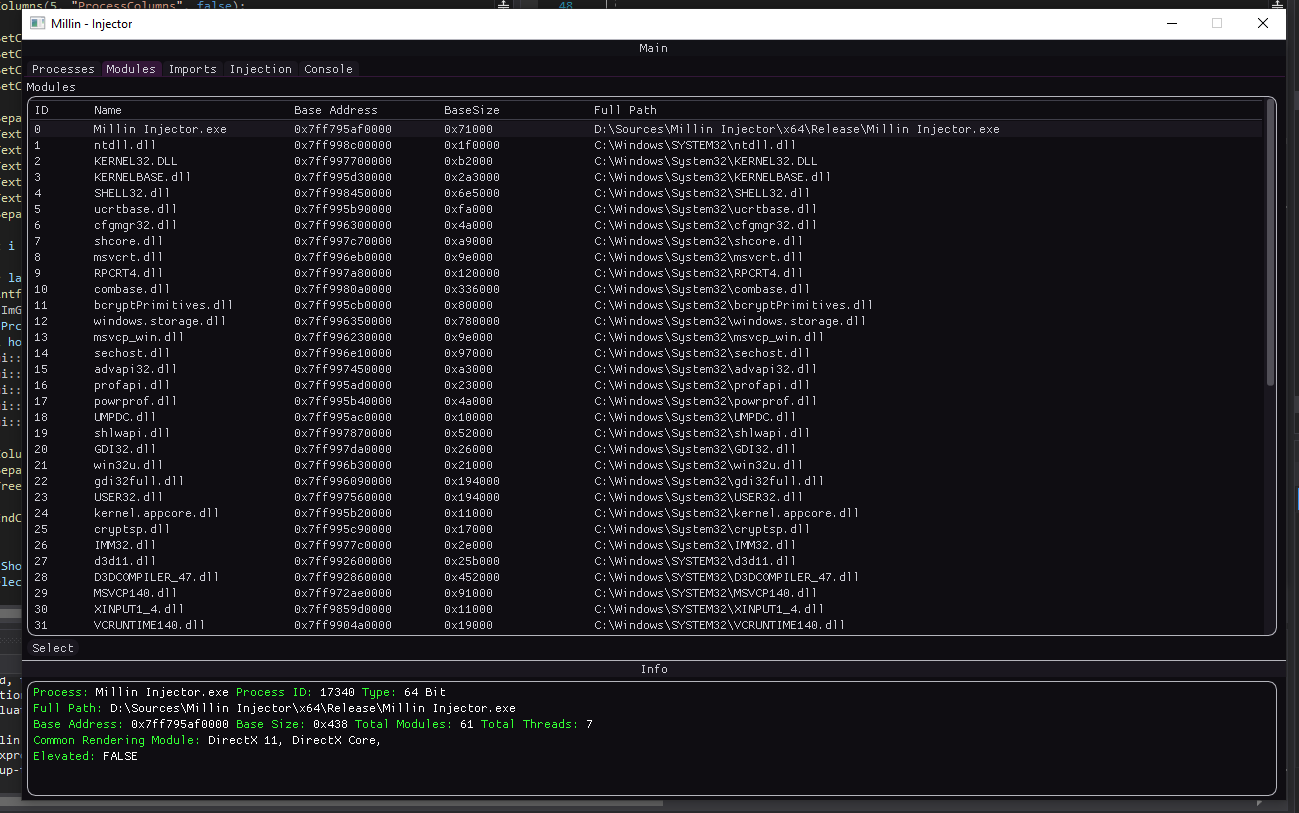 olumns(5, "ProcessColumns", false);
48
Millin - Injector
Main
Processes Modules Imports Injection Console
Modules
ID Name Base Address BaseSize Full Path
0 Millin Injector.exe 0x7ff795af0000 0x71000 D:\Sources\Millin Injector\x64\Release\Millin Injector.exe
1 ntdll.dll 0x7ff998c00000 0x1f0000 C:\Windows\SYSTEM32\ntdll.dll
2 KERNEL32.DLL 0x7ff997700000 0xb2000 C:\Windows\System32\KERNEL32.DLL
3 KERNELBASE.dll 0x7ff995d30000 0x2a3000 C:\Windows\System32\KERNELBASE.dll
4 SHELL32.dll 0x7ff998450000 0x6e5000 C:\Windows\System32\SHELL32.dll
5 ucrtbase.dll 0x7ff995b90000 0xfa000 C:\Windows\System32\ucrtbase.dll
6 cfgmgr32.dll 0x7ff996300000 0x4a000 C:\Windows\System32\cfgmgr32.dll
7 shcore.dll 0x7ff997c70000 0xa9000 C:\Windows\System32\shcore.dll
8 msvcrt.dll 0x7ff996eb0000 0x9e000 C:\Windows\System32\msvcrt.dll
9 RPCRT4.dll 0x7ff997a80000 0x120000 C:\Windows\System32\RPCRT4.dll
10 combase.dll 0x7ff9980a0000 0x336000 C:\Windows\System32\combase.dll
11 bcryptPrimitives.dll 0x7ff995cb0000 0x80000 C:\Windows\System32\bcryptPrimitives.dll
12 windows.storage.dll 0x7ff996350000 0x780000 C:\Windows\System32\windows.storage.dll
13 msvcp_win.dll 0x7ff996230000 0x9e000 C:\Windows\System32\msvcp_win.dll
14 sechost.dll 0x7ff996e10000 0x97000 C:\Windows\System32\sechost.dll
15 advapi32.dll 0x7ff997450000 0xa3000 C:\Windows\System32\advapi32.dll
16 profapi.dll 0x7ff995ad0000 0x23000 C:\Windows\System32\profapi.dll
17 powrprof.dll 0x7ff995b40000 0x4a000 C:\Windows\System32\powrprof.dll
18 UMPDC.dll 0x7ff995ac0000 0x10000 C:\Windows\System32\UMPDC.dll
19 shlwapi.dll 0x7ff997870000 0x52000 C:\Windows\System32\shlwapi.dll
20 GDI32.dll 0x7ff997da0000 0x26000 C:\Windows\System32\GDI32.dll
21 win32u.dll 0x7ff996b30000 0x21000 C:\Windows\System32\win32u.dll
22 gdi32full.dll 0x7ff996090000 0x194000 C:\Windows\System32\gdi32full.dll
23 USER32.dll 0x7ff997560000 0x194000 C:\Windows\System32\USER32.dll
24 kernel.appcore.dll 0x7ff995b20000 0x11000 C:\Windows\System32\kernel.appcore.dll
25 cryptsp.dll 0x7ff995c90000 0x17000 C:\Windows\System32\cryptsp.dll
26 IMM32.dll 0x7ff9977c0000 0x2e000 C:\Windows\System32\IMM32.dll
27 d3d11.dll 0x7ff992600000 0x25b000 C:\Windows\SYSTEM32\d3d11.dll
28 D3DCOMPILER_47.dll 0x7ff992860000 0x452000 C:\Windows\SYSTEM32\D3DCOMPILER_47.dll
29 MSVCP140.dll 0x7ff972ae0000 0x91000 C:\Windows\SYSTEM32\MSVCP140.dll
30 XINPUT1_4.dll 0x7ff9859d0000 0x11000 C:\Windows\SYSTEM32\XINPUT1_4.dll
31 VCRUNTIME140.dll 0x7ff9904a0000 0x19000 C:\Windows\SYSTEM32\VCRUNTIME140.dll
Select
Info
Process: Millin Injector.exe Process ID: 17340 Type: 64 Bit
Full Path: D:\Sources\Millin Injector\x64\Release\Millin Injector.exe
Base Address: 0x7ff795af0000 Base Size: 0x438 Total Modules: 61 Total Threads: 7
Common Rendering Module: DirectX 11, DirectX Core,
Elevated: FALSE